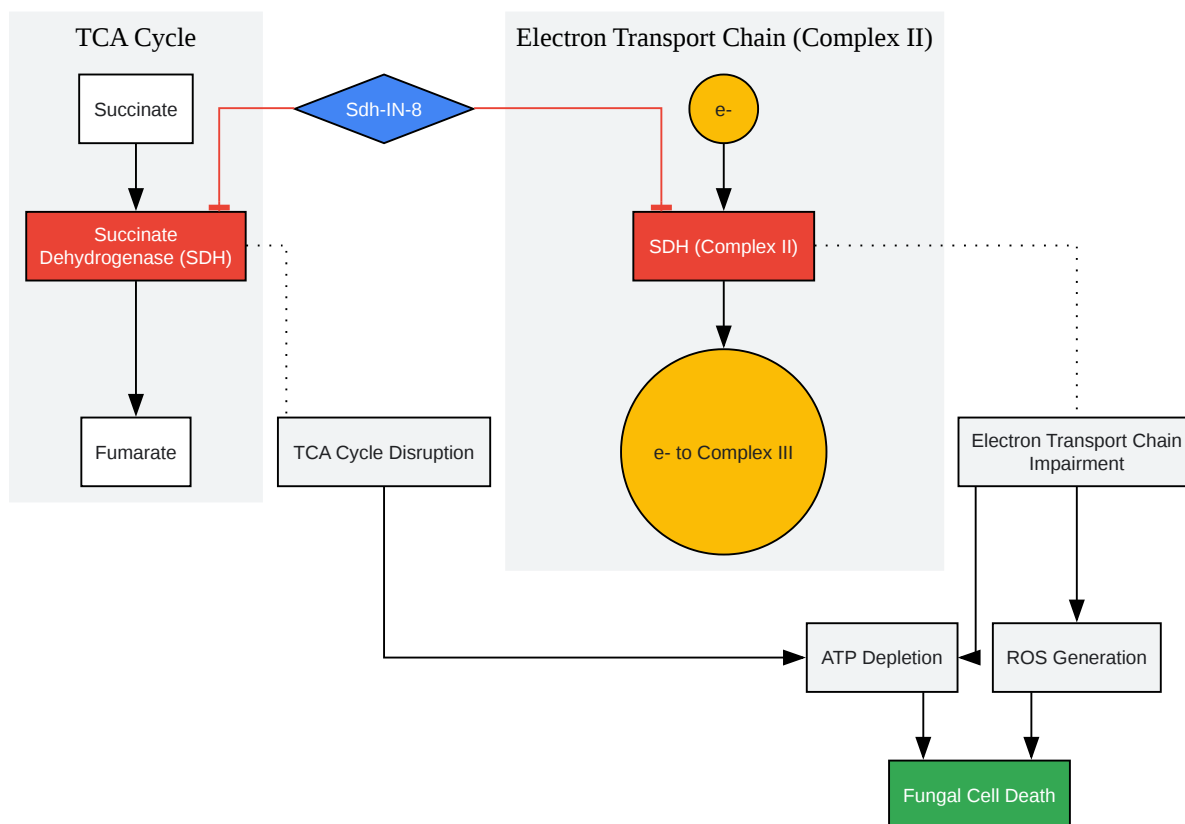 TCA Cycle
Electron Transport Chain (Complex II)
Succinate
Sdh-IN-8
e-
Succinate
Dehydrogenase (SDH)
SDH (Complex II)
Fumarate
TCA Cycle Disruption
e- to Complex III
Electron Transport Chain
Impairment
ATP Depletion
ROS Generation
Fungal Cell Death